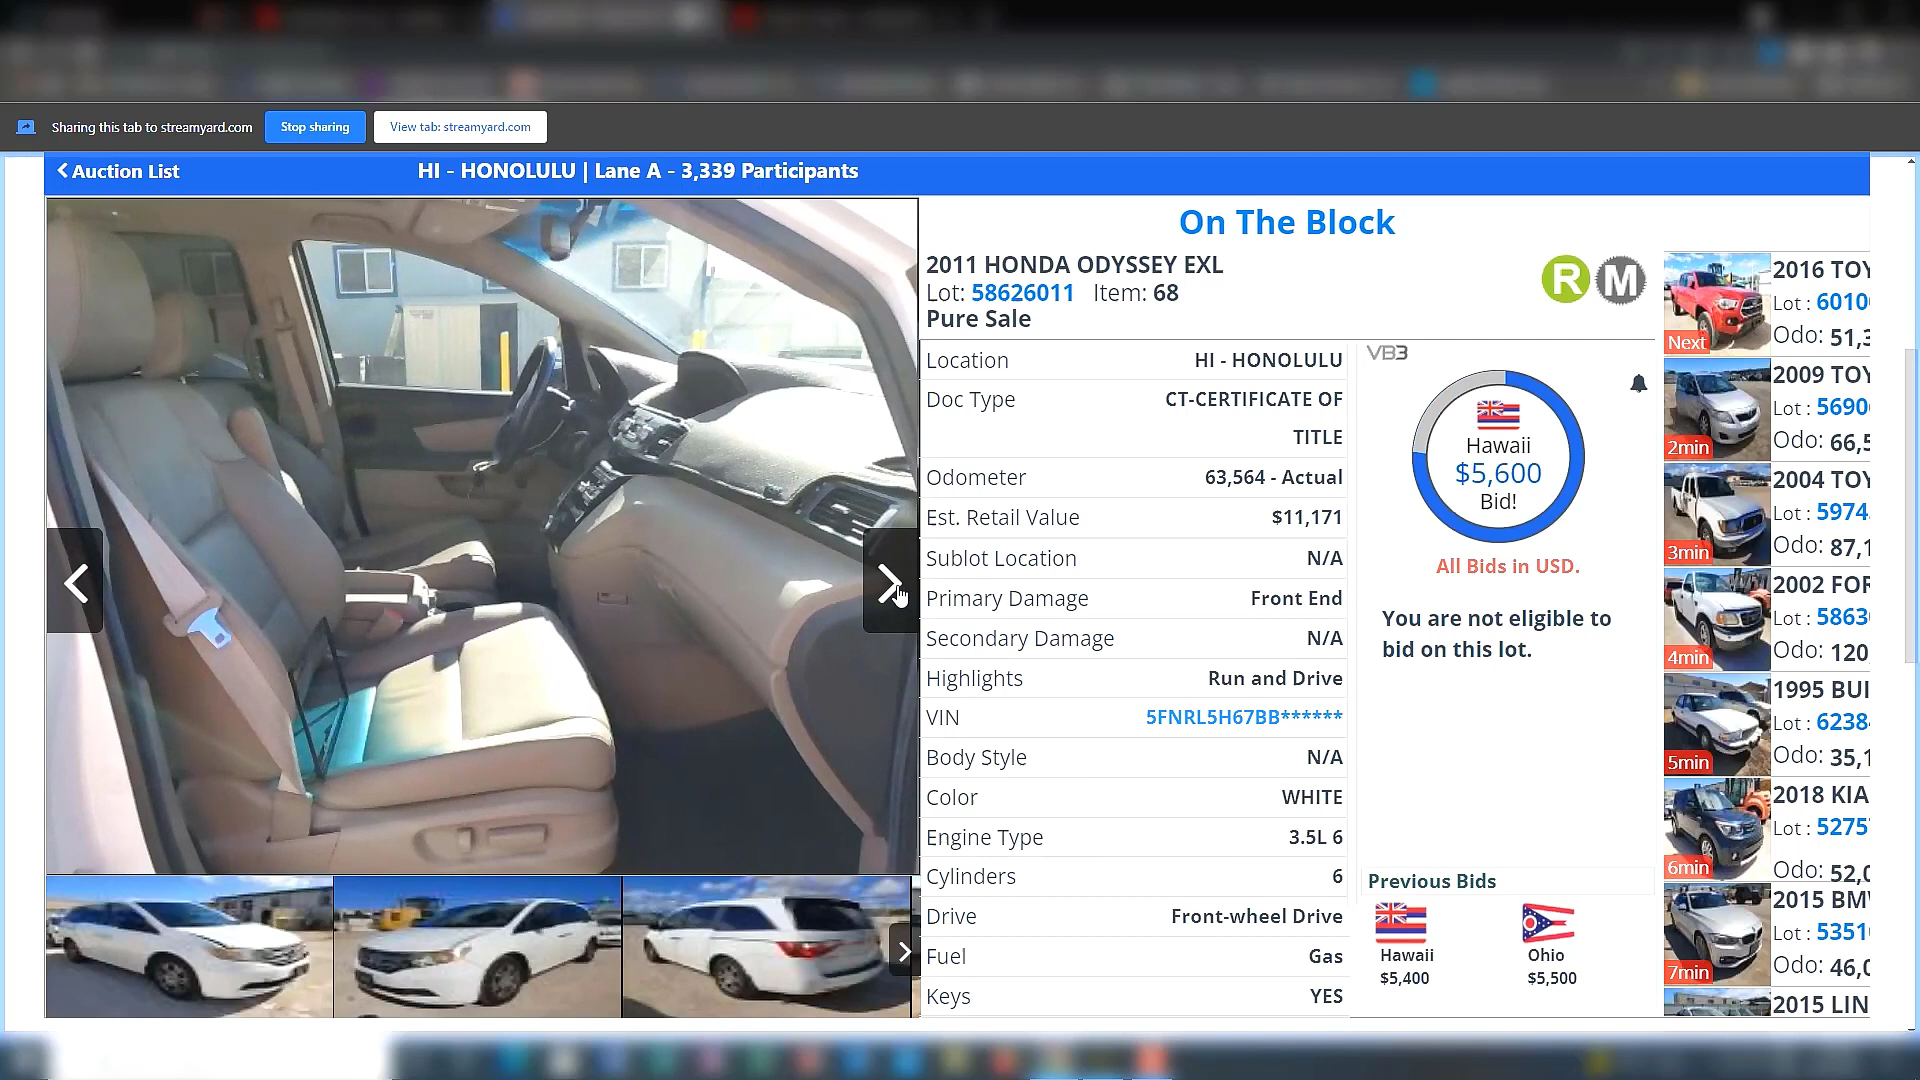 Sharing this tab to streamyard.com
Stop sharing
View tab: streamyard.com
Auction List
HI - HONOLULU | Lane A - 3,339 Participants
On The Block
2011 HONDA ODYSSEY EXL
Lot: 58626011 Item: 68
Pure Sale
R M
Location HI - HONOLULU
Doc Type CT-CERTIFICATE OF
TITLE
Odometer 63,564 - Actual
Est. Retail Value $11,171
Sublot Location N/A
Primary Damage Front End
Secondary Damage N/A
Highlights Run and Drive
VIN 5FNRL5H67BB******
Body Style N/A
Color WHITE
Engine Type 3.5L 6
Cylinders 6
Drive Front-wheel Drive
Fuel Gas
Keys YES
VB3
Hawaii
$5,600
Bid!
All Bids in USD.
You are not eligible to
bid on this lot.
Previous Bids
Hawaii
$5,400
Ohio
$5,500
2016 TOY
Lot : 6010
Odo: 51,3
Next
2009 TOY
Lot : 5690
Odo: 66,5
2min
2004 TOY
Lot : 5974
Odo: 87,1
3min
2002 FOR
Lot : 5863
Odo: 120
4min
1995 BUI
Lot : 6238
Odo: 35,1
5min
2018 KIA
Lot : 5275
Odo: 52,0
6min
2015 BM
Lot : 5351
Odo: 46,0
7min
2015 LIN